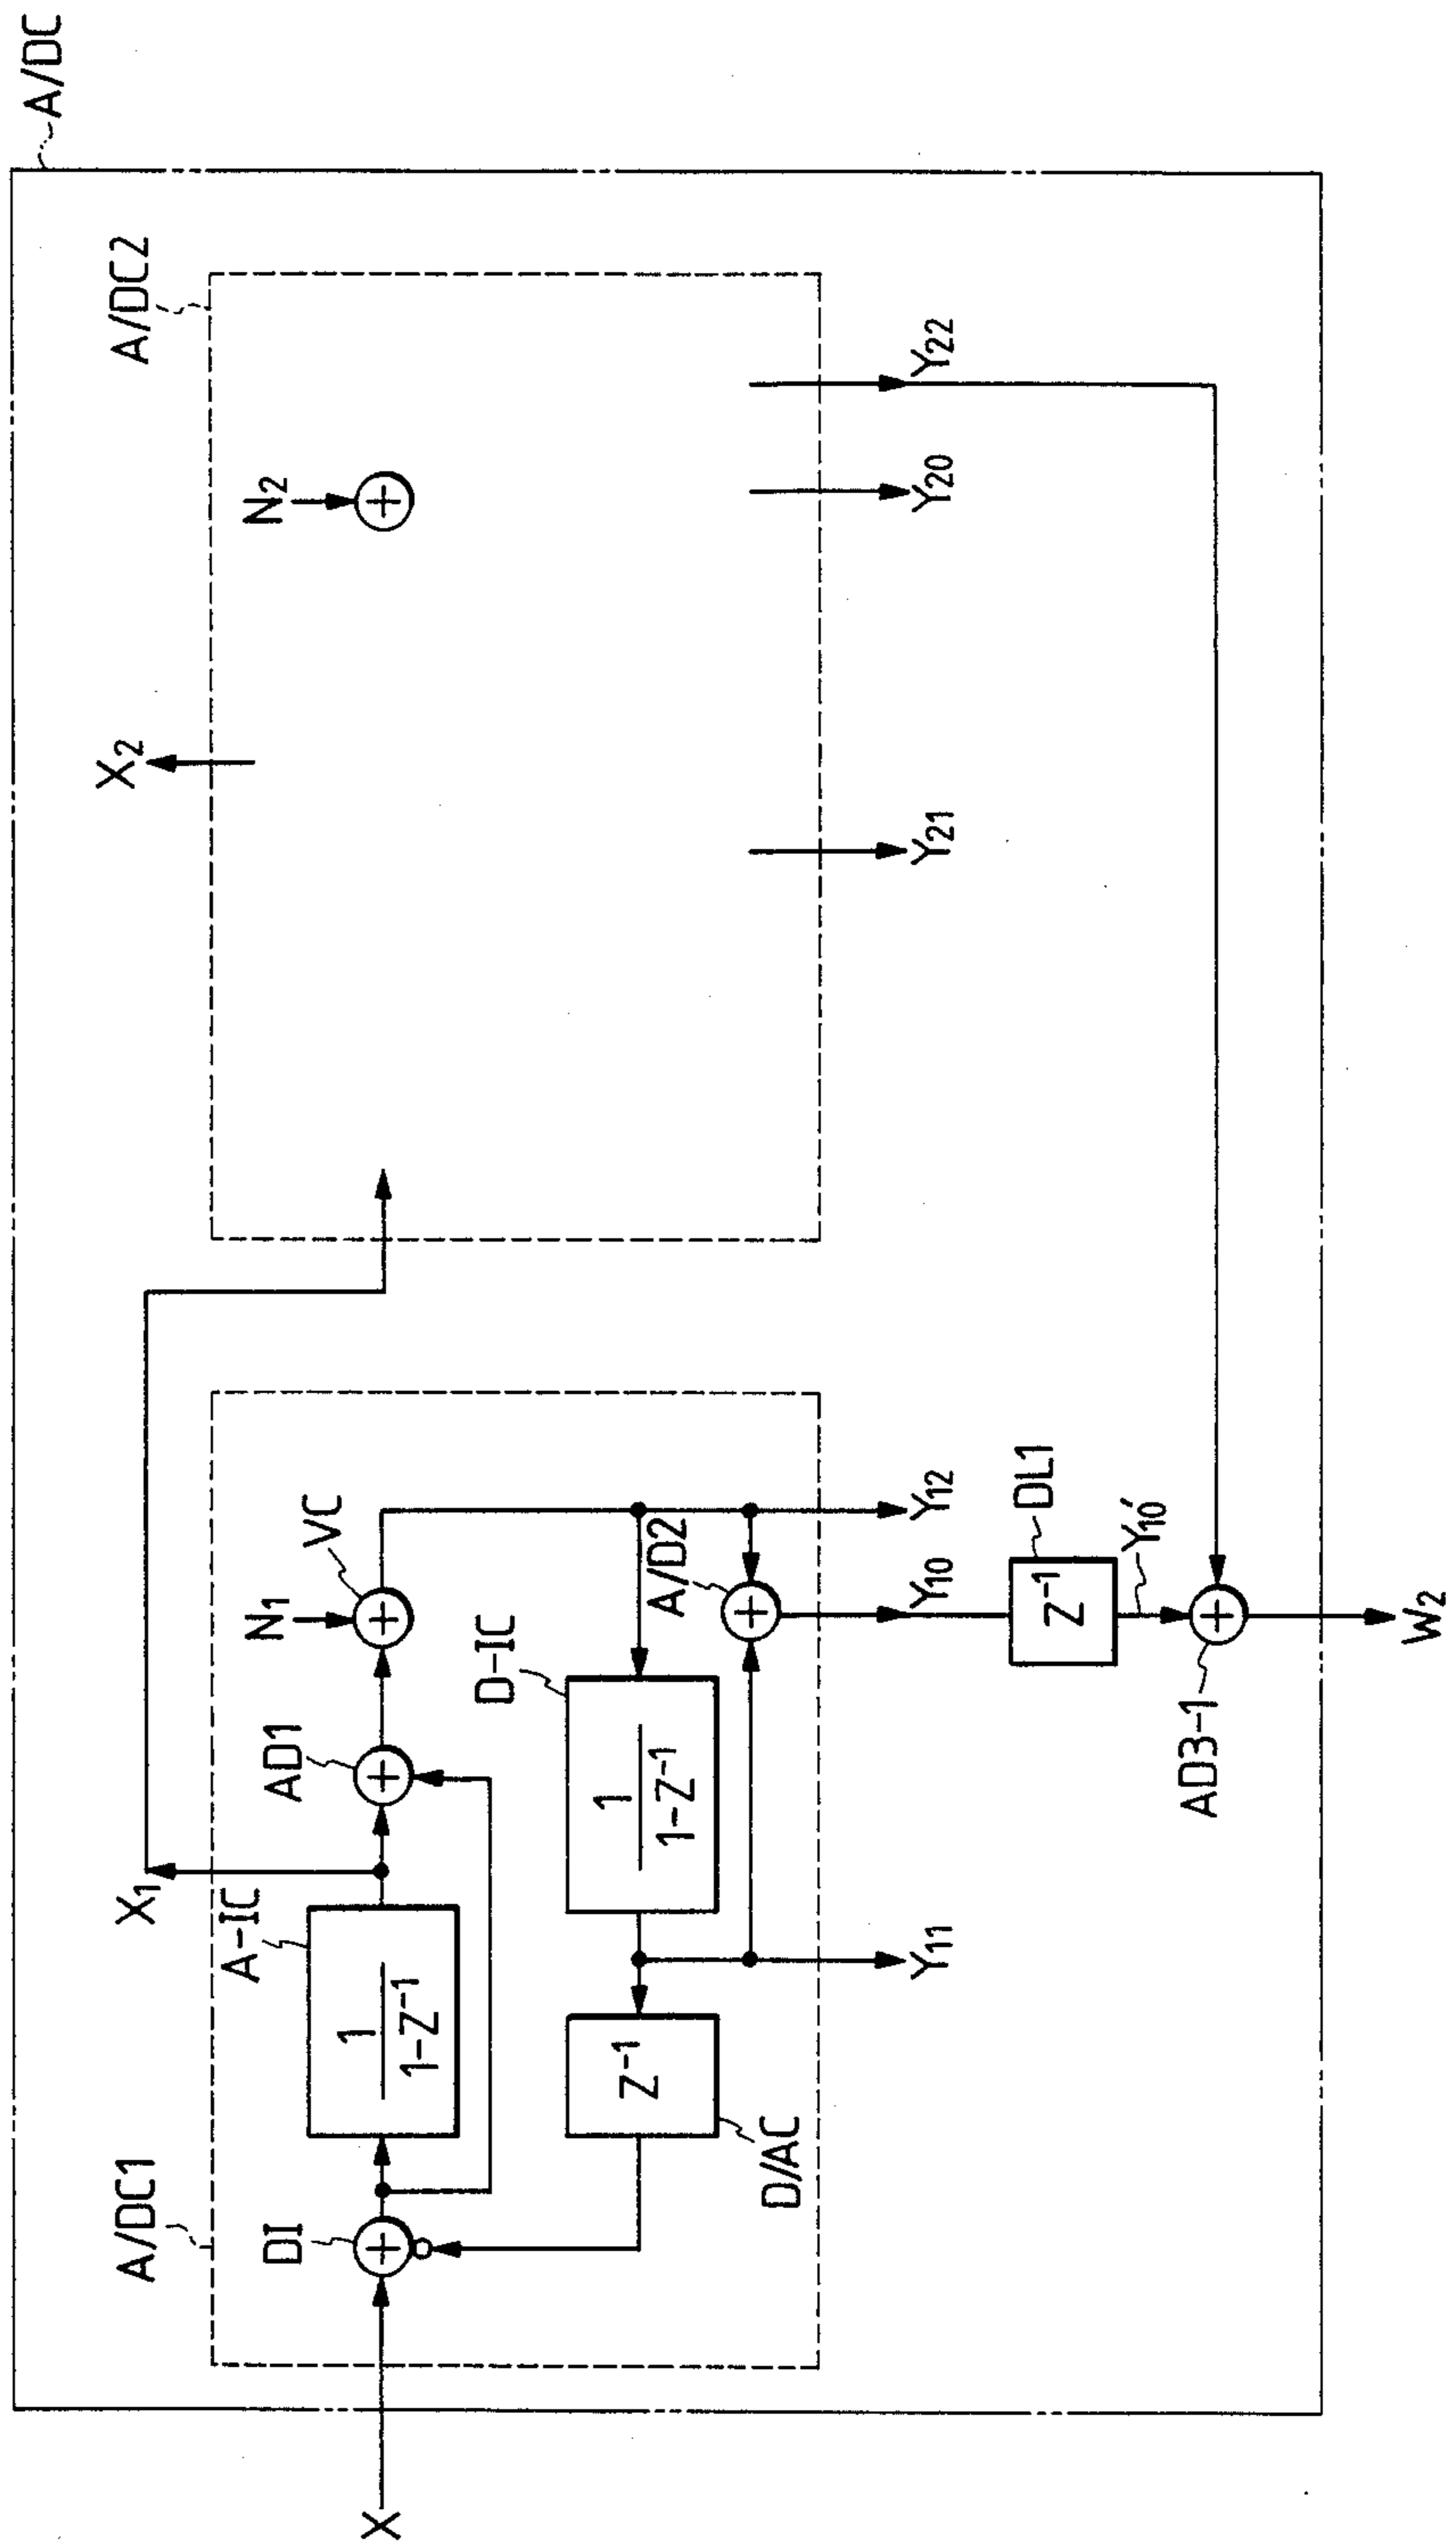 A/DC
A/DC1
A/DC2
X₁
X₂
A-IC
DI
AD1
N₁
VC
N₂
X
1
1-Z⁻¹
D-IC
1
1-Z⁻¹
Z⁻¹
D/AC
A/D2
Y₁₁
Y₁₀
Y₁₂
Y₂₁
Y₂₀
Y₂₂
Z⁻¹
DL1
Y₁₀′
AD3-1
W₂